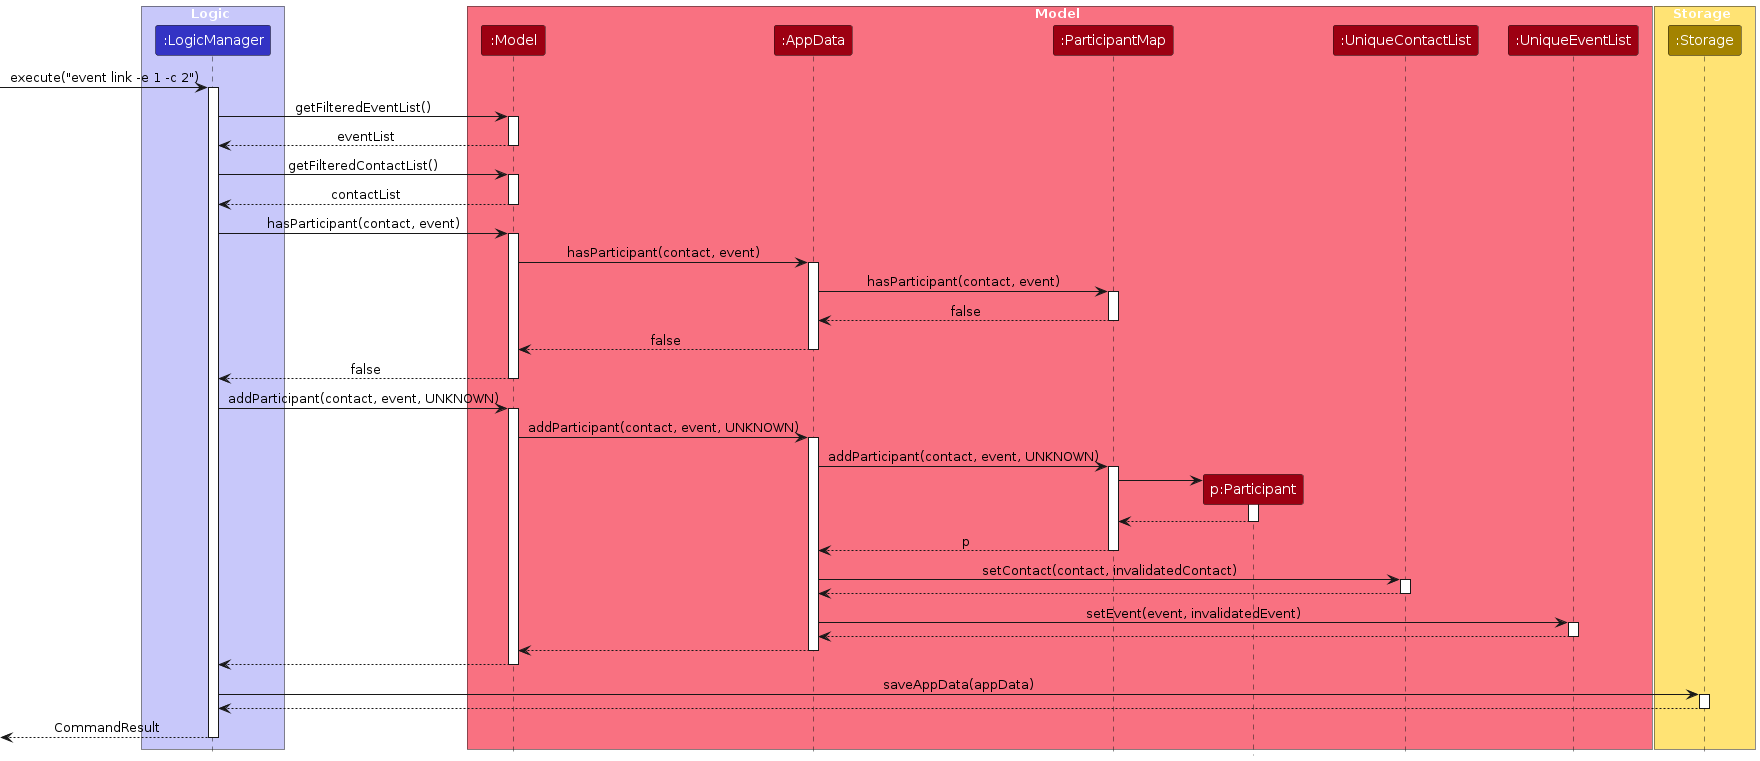 Logic
Model
Storage
:LogicManager
:Model
:AppData
:ParticipantMap
:UniqueContactList
:UniqueEventList
:Storage
execute("event link -e 1 -c 2")
getFilteredEventList()
eventList
getFilteredContactList()
contactList
hasParticipant(contact, event)
hasParticipant(contact, event)
hasParticipant(contact, event)
false
false
false
addParticipant(contact, event, UNKNOWN)
addParticipant(contact, event, UNKNOWN)
addParticipant(contact, event, UNKNOWN)
p:Participant
p
setContact(contact, invalidatedContact)
setEvent(event, invalidatedEvent)
saveAppData(appData)
CommandResult